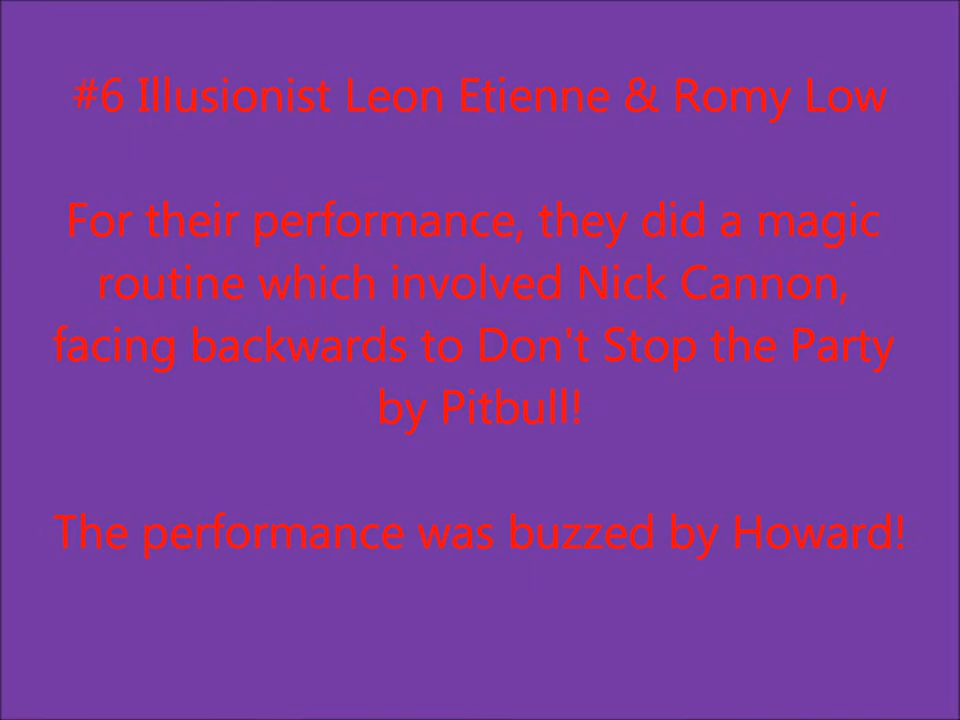 #6 Illusionist Leon Etienne & Romy Low
For their performance, they did a magic
routine which involved Nick Cannon,
facing backwards to Don't Stop the Party
by Pitbull!
The performance was buzzed by Howard!